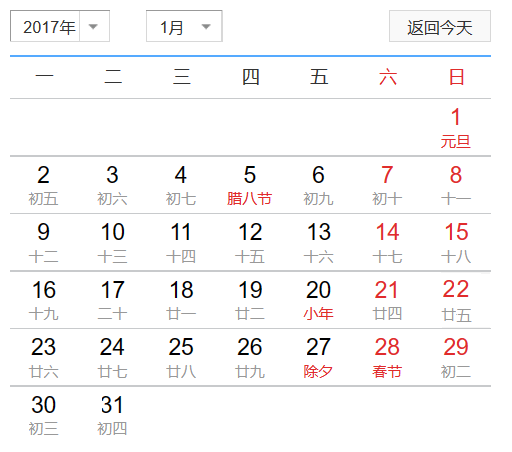 2017年 1月 返回今天
一 二 三 四 五 六 日
1
元旦
2 3 4 5 6 7 8
初五 初六 初七 腊八节 初九 初十 十一
9 10 11 12 13 14 15
十二 十三 十四 十五 十六 十七 十八
16 17 18 19 20 21 22
十九 二十 廿一 廿二 小年 廿四 廿五
23 24 25 26 27 28 29
廿六 廿七 廿八 廿九 除夕 春节 初二
30 31
初三 初四